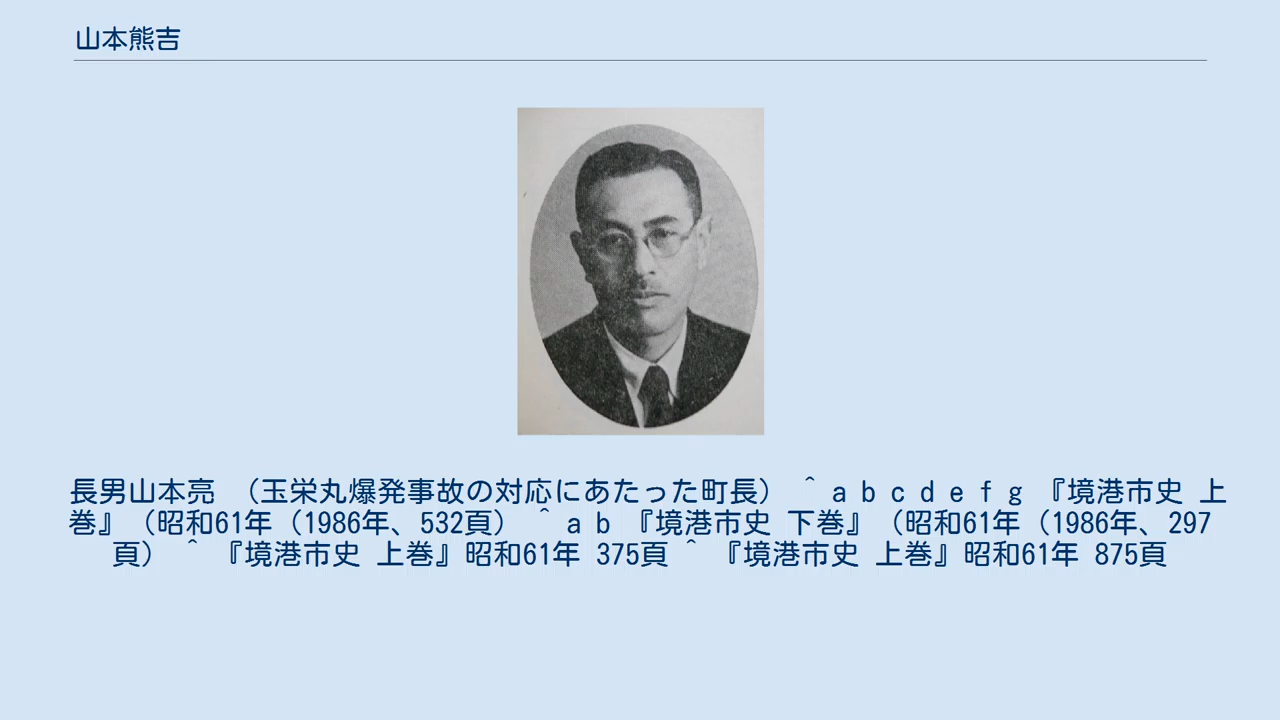 山本熊吉
長男山本亮 （玉栄丸爆発事故の対応にあたった町長） ^ a b c d e f g 『境港市史 上
巻』（昭和61年（1986年、532頁） ^ a b 『境港市史 下巻』（昭和61年（1986年、297
頁） ^ 『境港市史 上巻』昭和61年 375頁 ^ 『境港市史 上巻』昭和61年 875頁